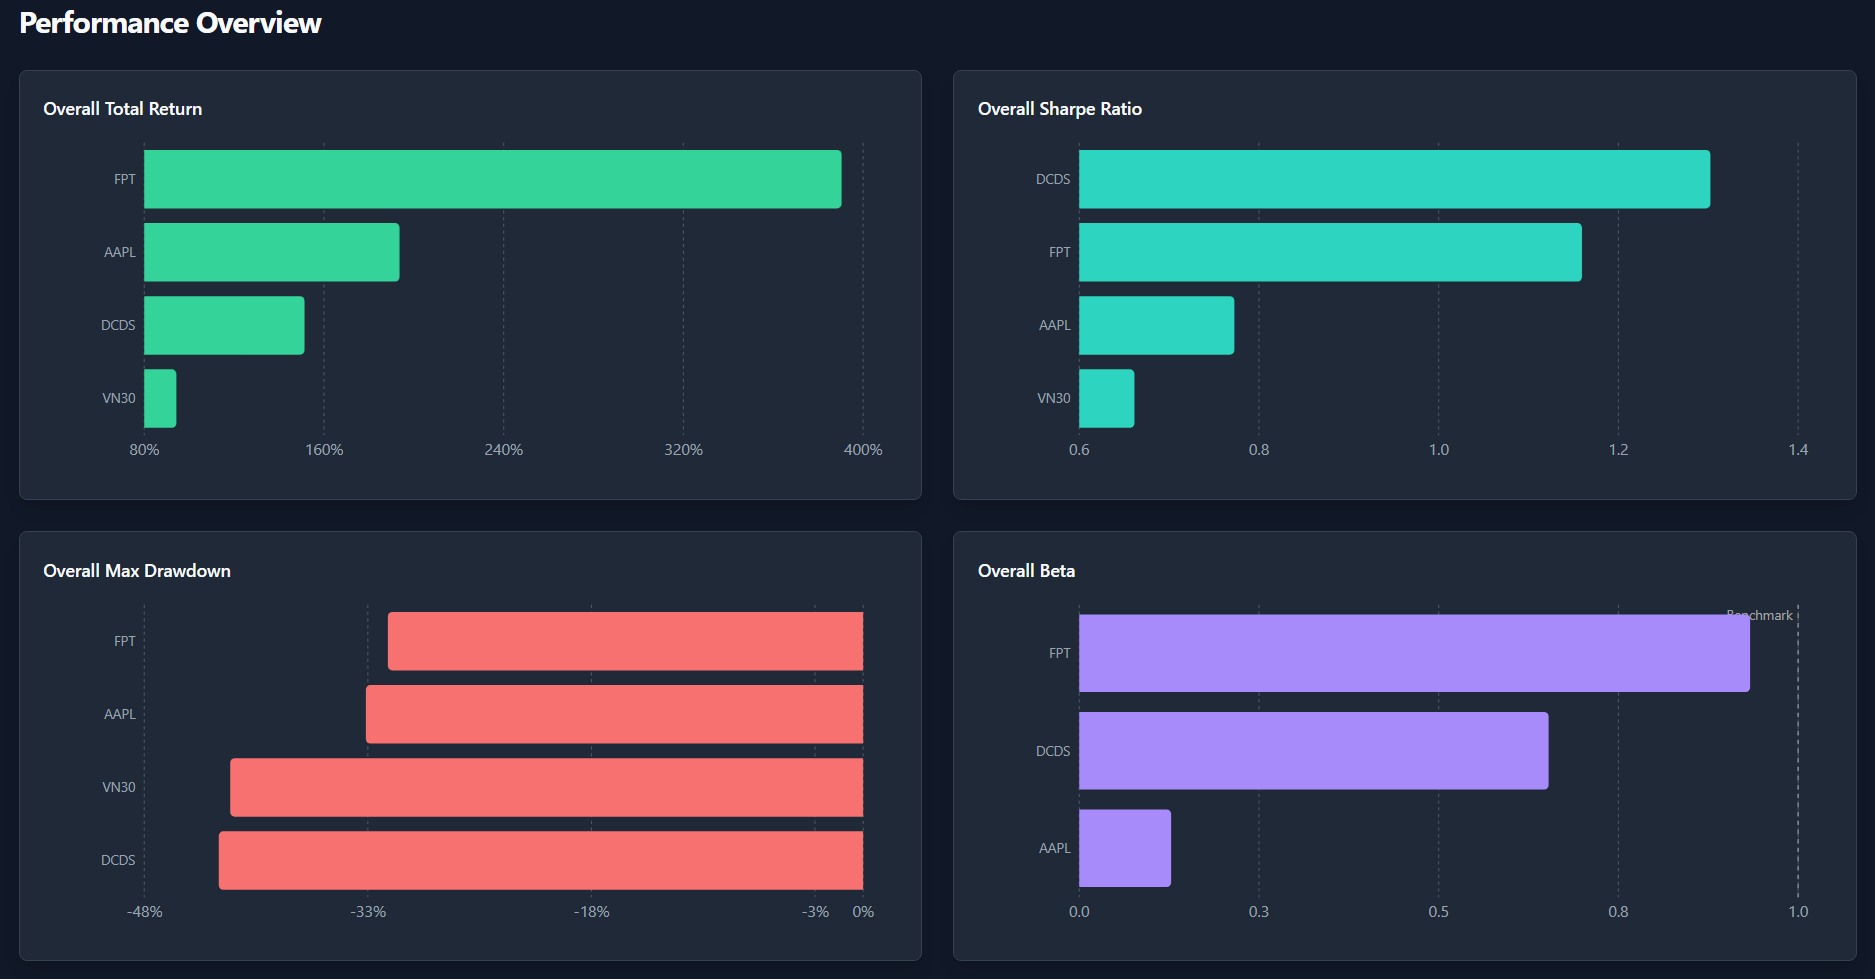 Performance Overview
Overall Total Return
FPT
AAPL
DCDS
VN30
80% 160% 240% 320% 400%
Overall Sharpe Ratio
DCDS
FPT
AAPL
VN30
0.6 0.8 1.0 1.2 1.4
Overall Max Drawdown
FPT
AAPL
VN30
DCDS
-48% -33% -18% -3% 0%
Overall Beta
Benchmark
FPT
DCDS
AAPL
0.0 0.3 0.5 0.8 1.0